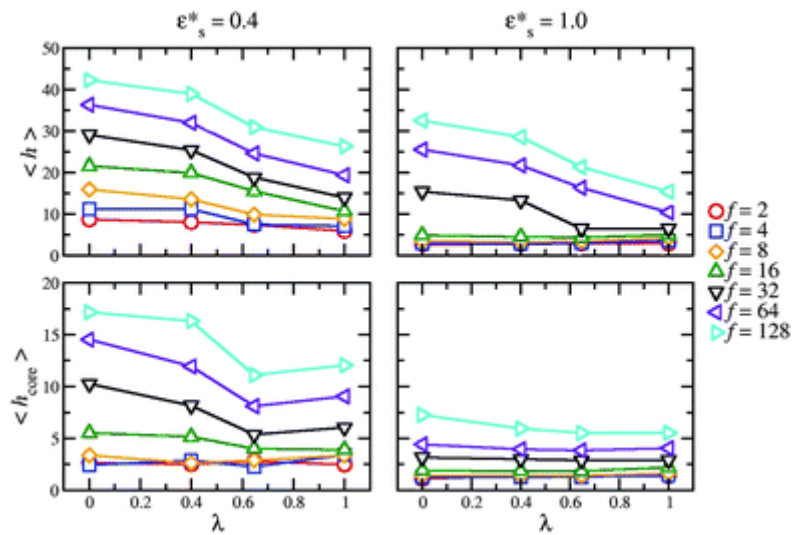 ε*s = 0.4
ε*s = 1.0
50
40
30
20
10
0
< h >
20
15
10
5
0
< hcore >
0 0.2 0.4 0.6 0.8 1
0 0.2 0.4 0.6 0.8 1
λ
λ
f = 2
f = 4
f = 8
f = 16
f = 32
f = 64
f = 128